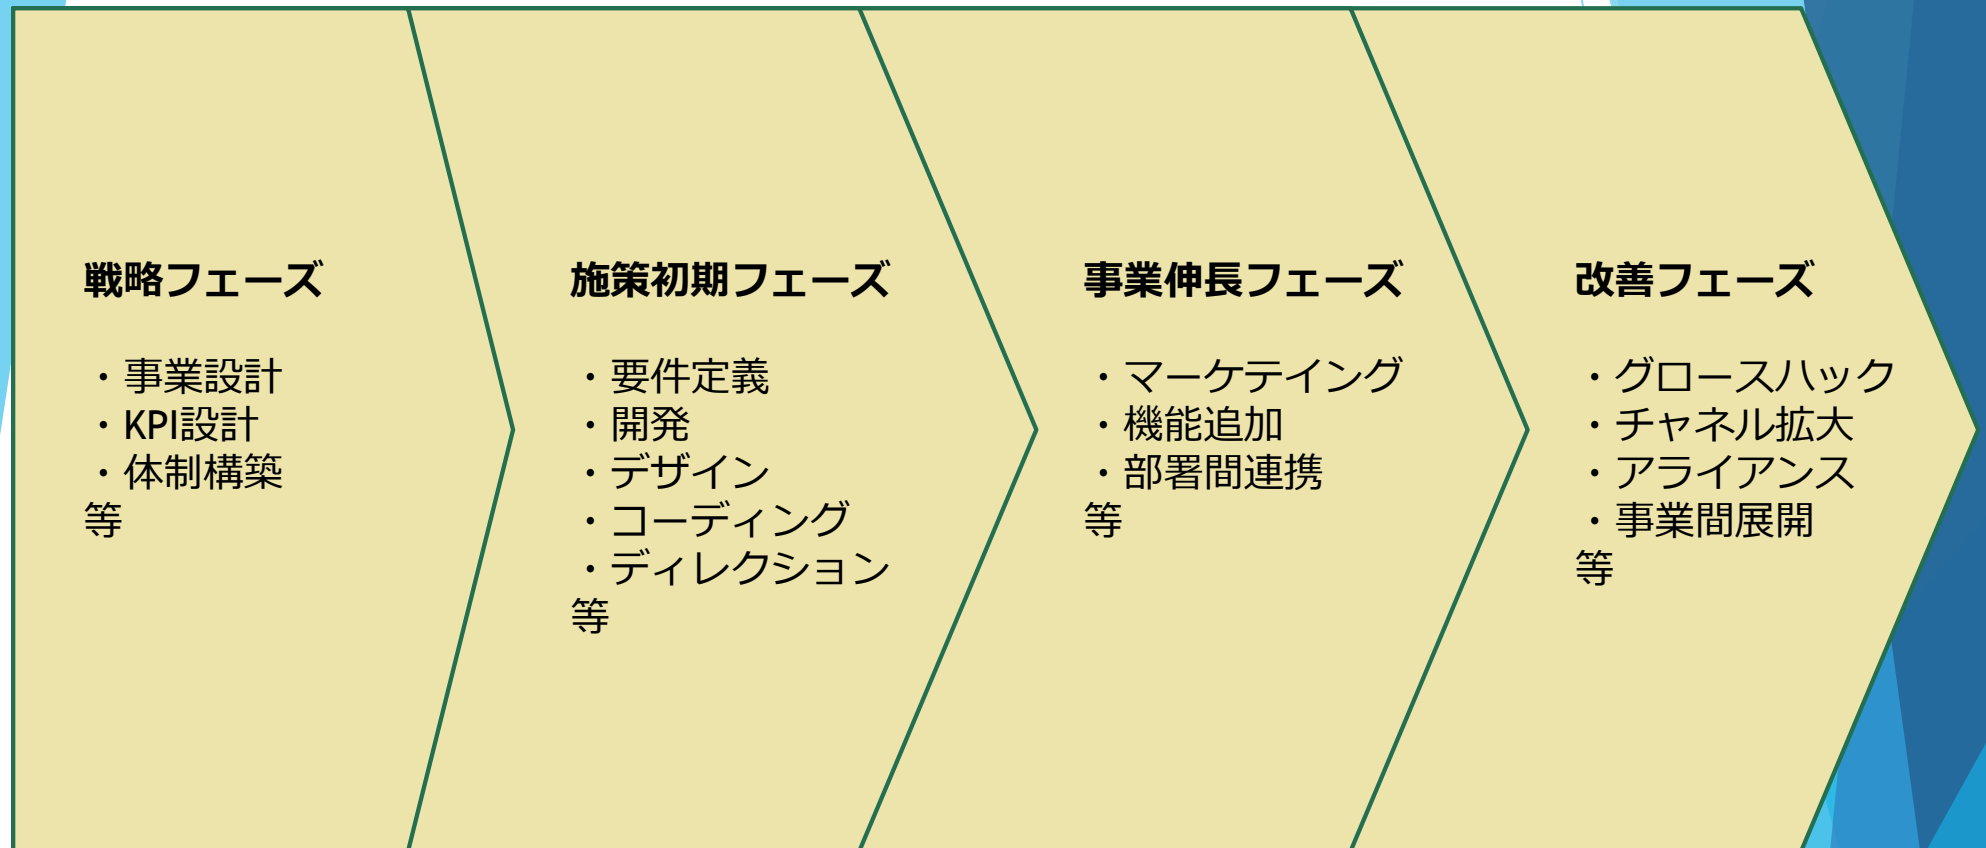 戦略フェーズ
・事業設計
・KPI設計
・体制構築
等
施策初期フェーズ
・要件定義
・開発
・デザイン
・コーディング
・ディレクション
等
事業伸長フェーズ
・マーケテイング
・機能追加
・部署間連携
等
改善フェーズ
・グロースハック
・チャネル拡大
・アライアンス
・事業間展開
等